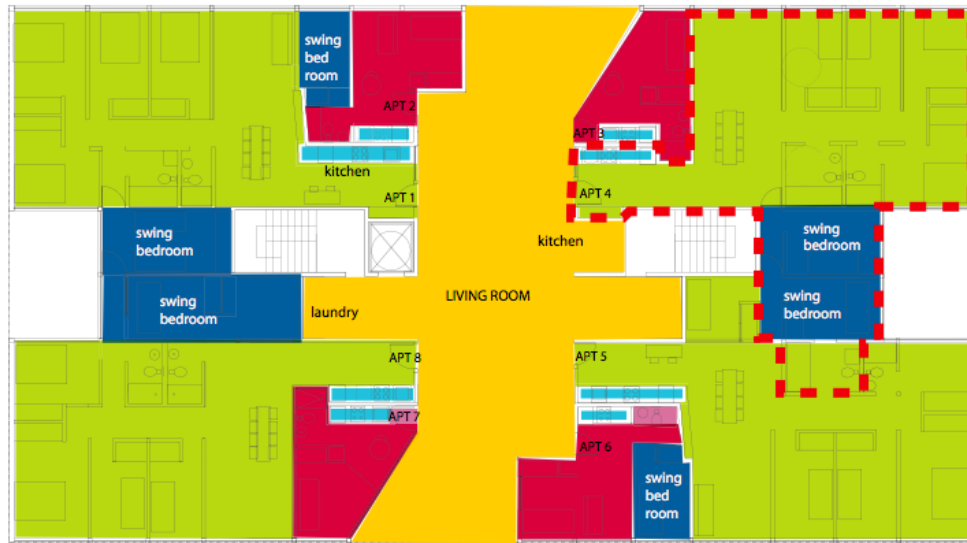 swing
bed
room
APT 2
APT 3
kitchen
APT 1
APT 4
swing
bedroom
kitchen
swing
bedroom
swing
bedroom
LIVING ROOM
swing
bedroom
laundry
APT 8
APT 5
APT 7
APT 6
swing
bed
room